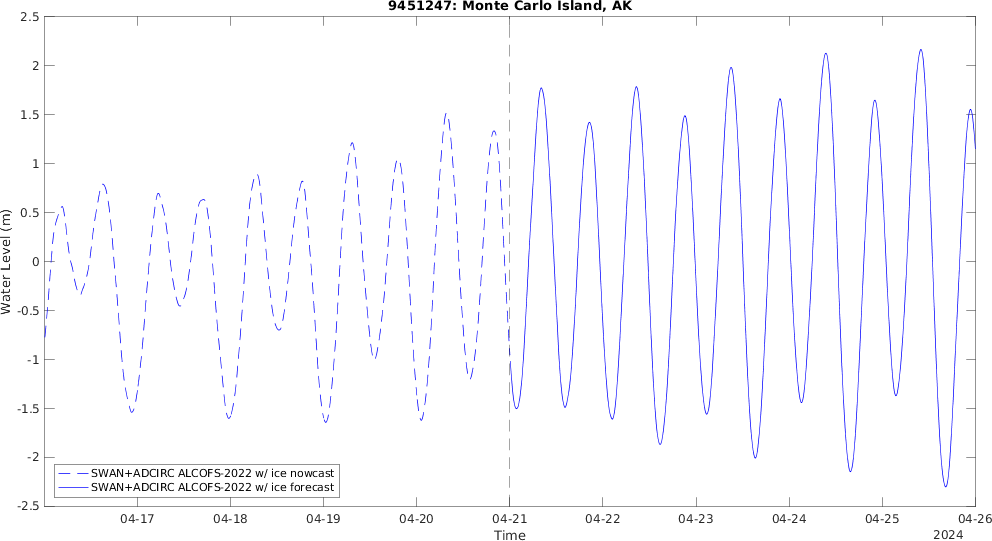 9451247: Monte Carlo Island, AK
2.5
2
1.5
1
0.5
0
-0.5
-1
-1.5
-2
-2.5
Water Level (m)
SWAN+ADCIRC ALCOFS-2022 w/ ice nowcast
SWAN+ADCIRC ALCOFS-2022 w/ ice forecast
04-17 04-18 04-19 04-20 04-21 04-22 04-23 04-24 04-25 04-26
Time
2024